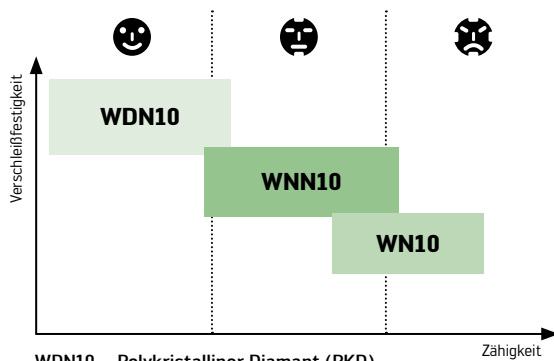 Verschleißfestigkeit
WDN10
WNN10
WN10
Zähigkeit
WDN10 – Polykristalliner Diamant (PKD)